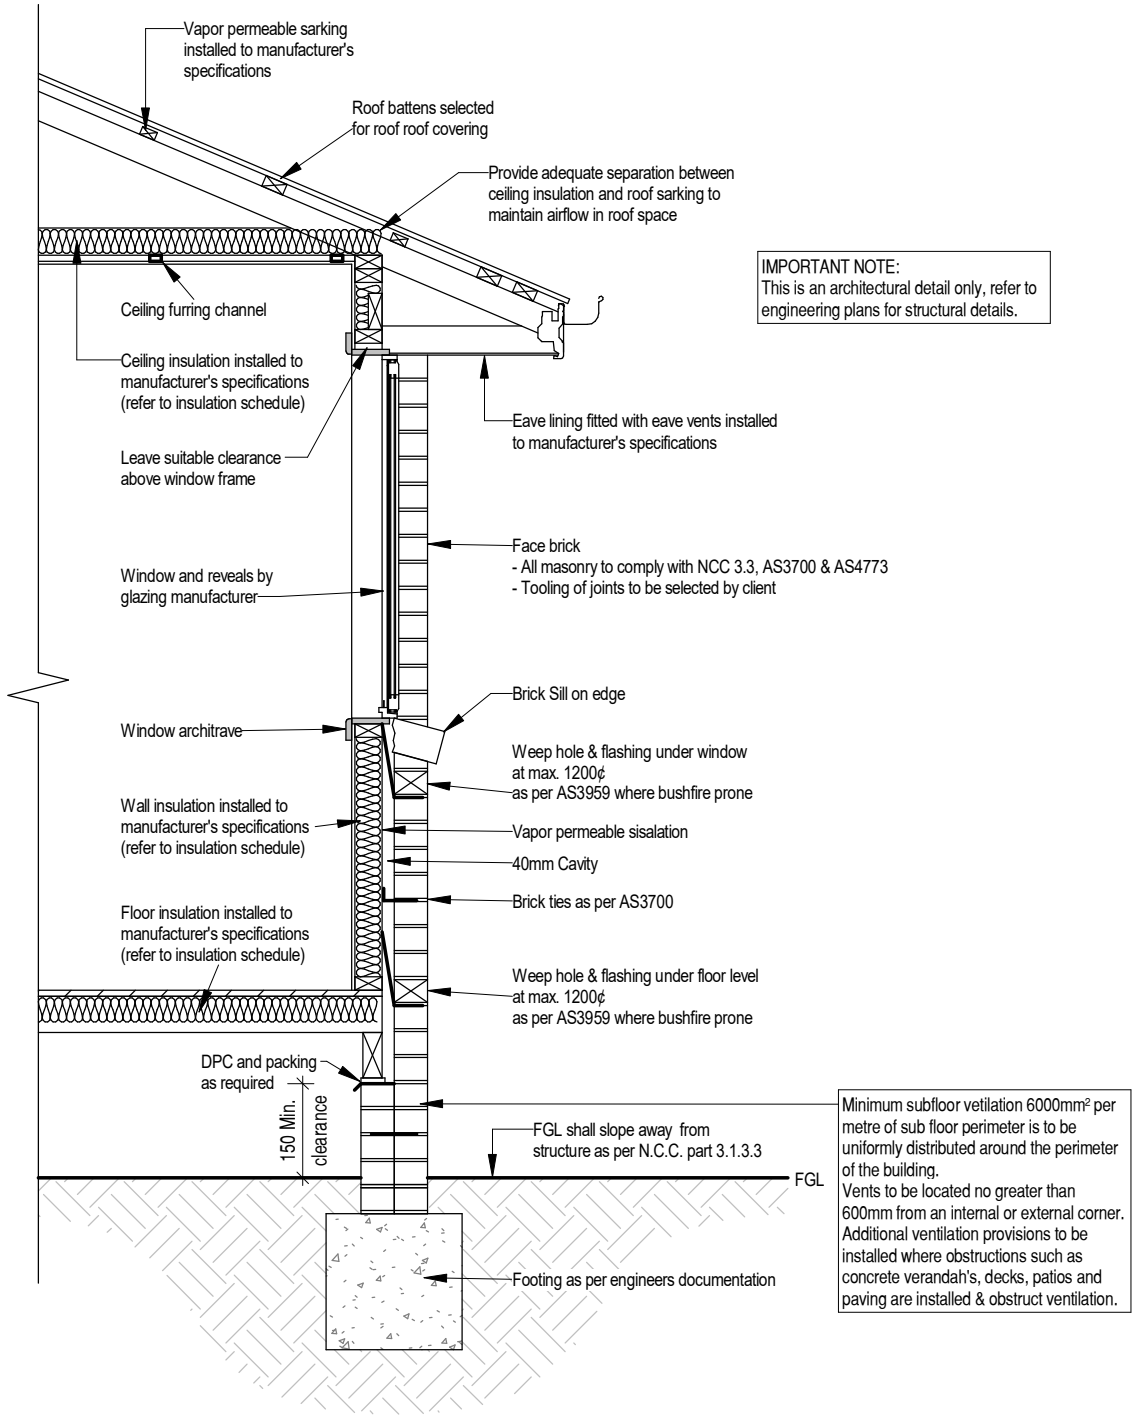 Vapor permeable sarking
installed to manufacturer's
specifications
Roof battens selected
for roof roof covering
Provide adequate separation between
ceiling insulation and roof sarking to
maintain airflow in roof space
IMPORTANT NOTE:
This is an architectural detail only, refer to
engineering plans for structural details.
Ceiling furring channel
Ceiling insulation installed to
manufacturer's specifications
(refer to insulation schedule)
Eave lining fitted with eave vents installed
to manufacturer's specifications
Leave suitable clearance
above window frame
Face brick
- All masonry to comply with NCC 3.3, AS3700 & AS4773
- Tooling of joints to be selected by client
Window and reveals by
glazing manufacturer
Brick Sill on edge
Window architrave
Weep hole & flashing under window
at max. 1200¢
as per AS3959 where bushfire prone
Wall insulation installed to
manufacturer's specifications
(refer to insulation schedule)
Vapor permeable sisalation
40mm Cavity
Brick ties as per AS3700
Floor insulation installed to
manufacturer's specifications
(refer to insulation schedule)
Weep hole & flashing under floor level
at max. 1200¢
as per AS3959 where bushfire prone
DPC and packing
as required
150 Min.
clearance
FGL shall slope away from
structure as per N.C.C. part 3.1.3.3
FGL
Minimum subfloor vetilation 6000mm² per
metre of sub floor perimeter is to be
uniformly distributed around the perimeter
of the building.
Vents to be located no greater than
600mm from an internal or external corner.
Additional ventilation provisions to be
installed where obstructions such as
concrete verandah's, decks, patios and
paving are installed & obstruct ventilation.
Footing as per engineers documentation